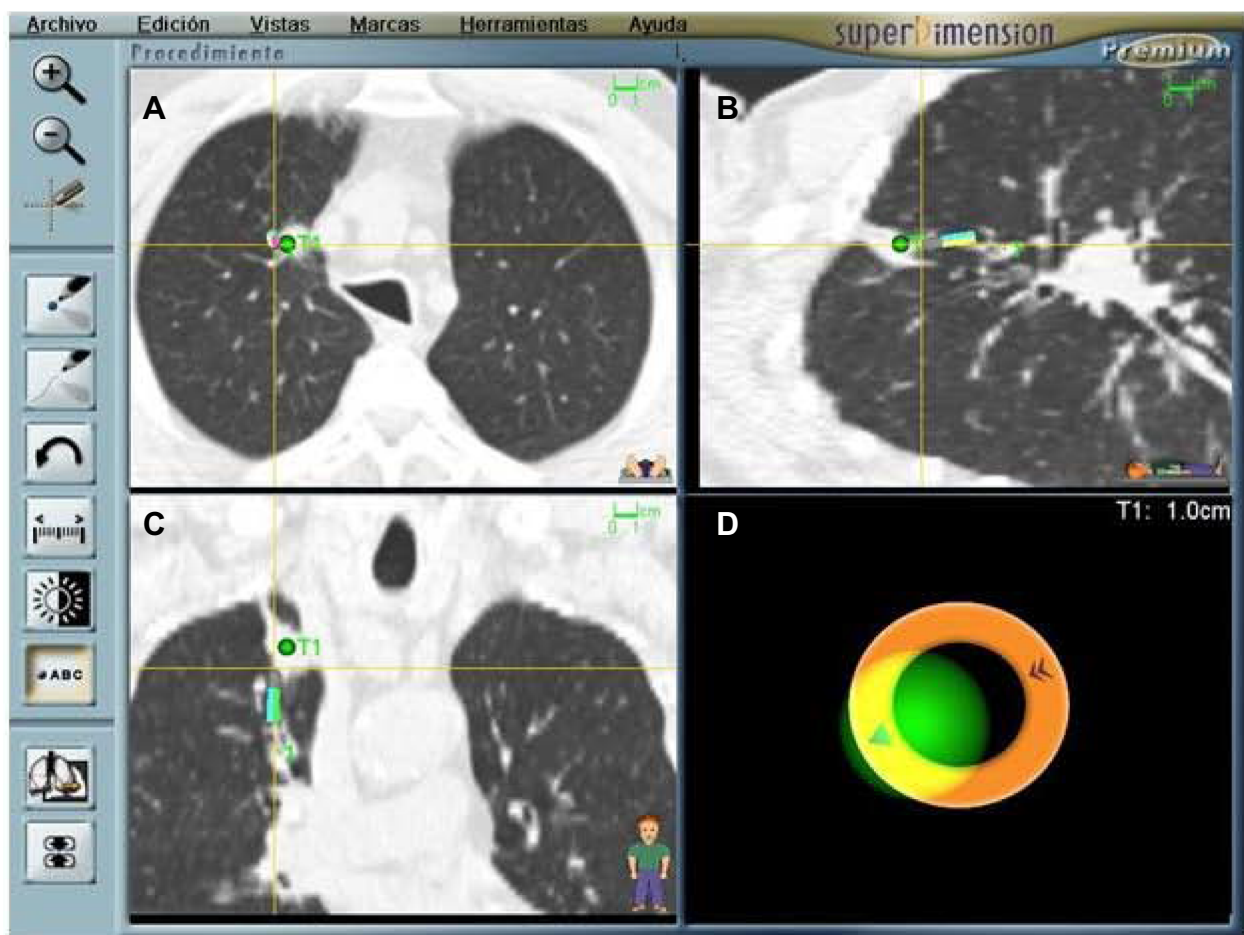 Archivo Edición Vistas Marcas Herramientas Ayuda
superDimension
Premium
Procedimiento
A
cm
0 1
T1
B
cm
0 1
C
cm
0 1
T1
D
T1: 1.0cm
ABC